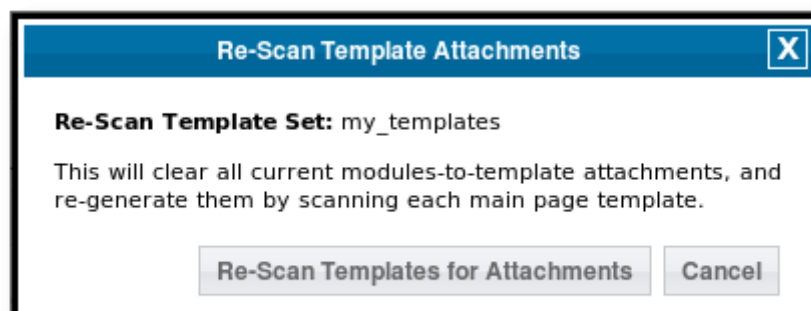 Re-Scan Template Attachments X
Re-Scan Template Set: my_templates
This will clear all current modules-to-template attachments, and
re-generate them by scanning each main page template.
Re-Scan Templates for Attachments Cancel